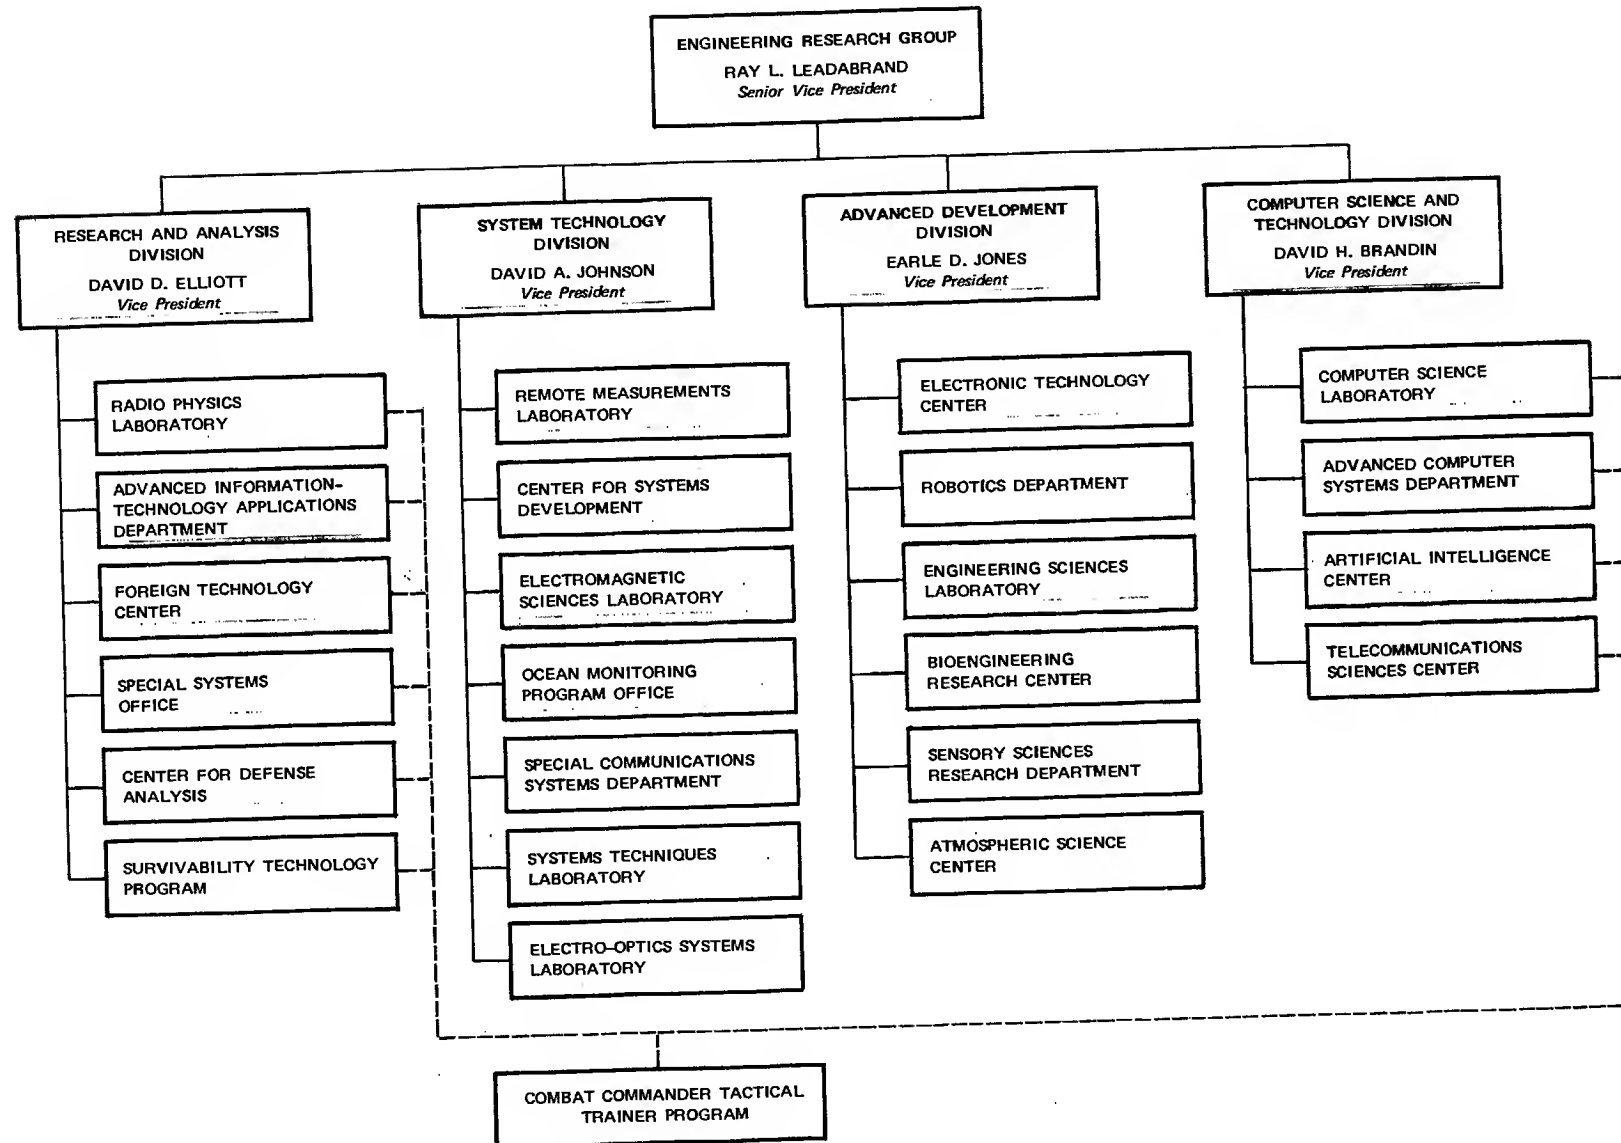 ENGINEERING RESEARCH GROUP
RAY L. LEADABRAND
Senior Vice President
RESEARCH AND ANALYSIS
DIVISION
DAVID D. ELLIOTT
Vice President
SYSTEM TECHNOLOGY
DIVISION
DAVID A. JOHNSON
Vice President
ADVANCED DEVELOPMENT
DIVISION
EARLE D. JONES
Vice President
COMPUTER SCIENCE AND
TECHNOLOGY DIVISION
DAVID H. BRANDIN
Vice President
RADIO PHYSICS
LABORATORY
ADVANCED INFORMATION-
TECHNOLOGY APPLICATIONS
DEPARTMENT
FOREIGN TECHNOLOGY
CENTER
SPECIAL SYSTEMS
OFFICE
CENTER FOR DEFENSE
ANALYSIS
SURVIVABILITY TECHNOLOGY
PROGRAM
REMOTE MEASUREMENTS
LABORATORY
CENTER FOR SYSTEMS
DEVELOPMENT
ELECTROMAGNETIC
SCIENCES LABORATORY
OCEAN MONITORING
PROGRAM OFFICE
SPECIAL COMMUNICATIONS
SYSTEMS DEPARTMENT
SYSTEMS TECHNIQUES
LABORATORY
ELECTRO-OPTICS SYSTEMS
LABORATORY
ELECTRONIC TECHNOLOGY
CENTER
ROBOTICS DEPARTMENT
ENGINEERING SCIENCES
LABORATORY
BIOENGINEERING
RESEARCH CENTER
SENSORY SCIENCES
RESEARCH DEPARTMENT
ATMOSPHERIC SCIENCE
CENTER
COMPUTER SCIENCE
LABORATORY
ADVANCED COMPUTER
SYSTEMS DEPARTMENT
ARTIFICIAL INTELLIGENCE
CENTER
TELECOMMUNICATIONS
SCIENCES CENTER
COMBAT COMMANDER TACTICAL
TRAINER PROGRAM